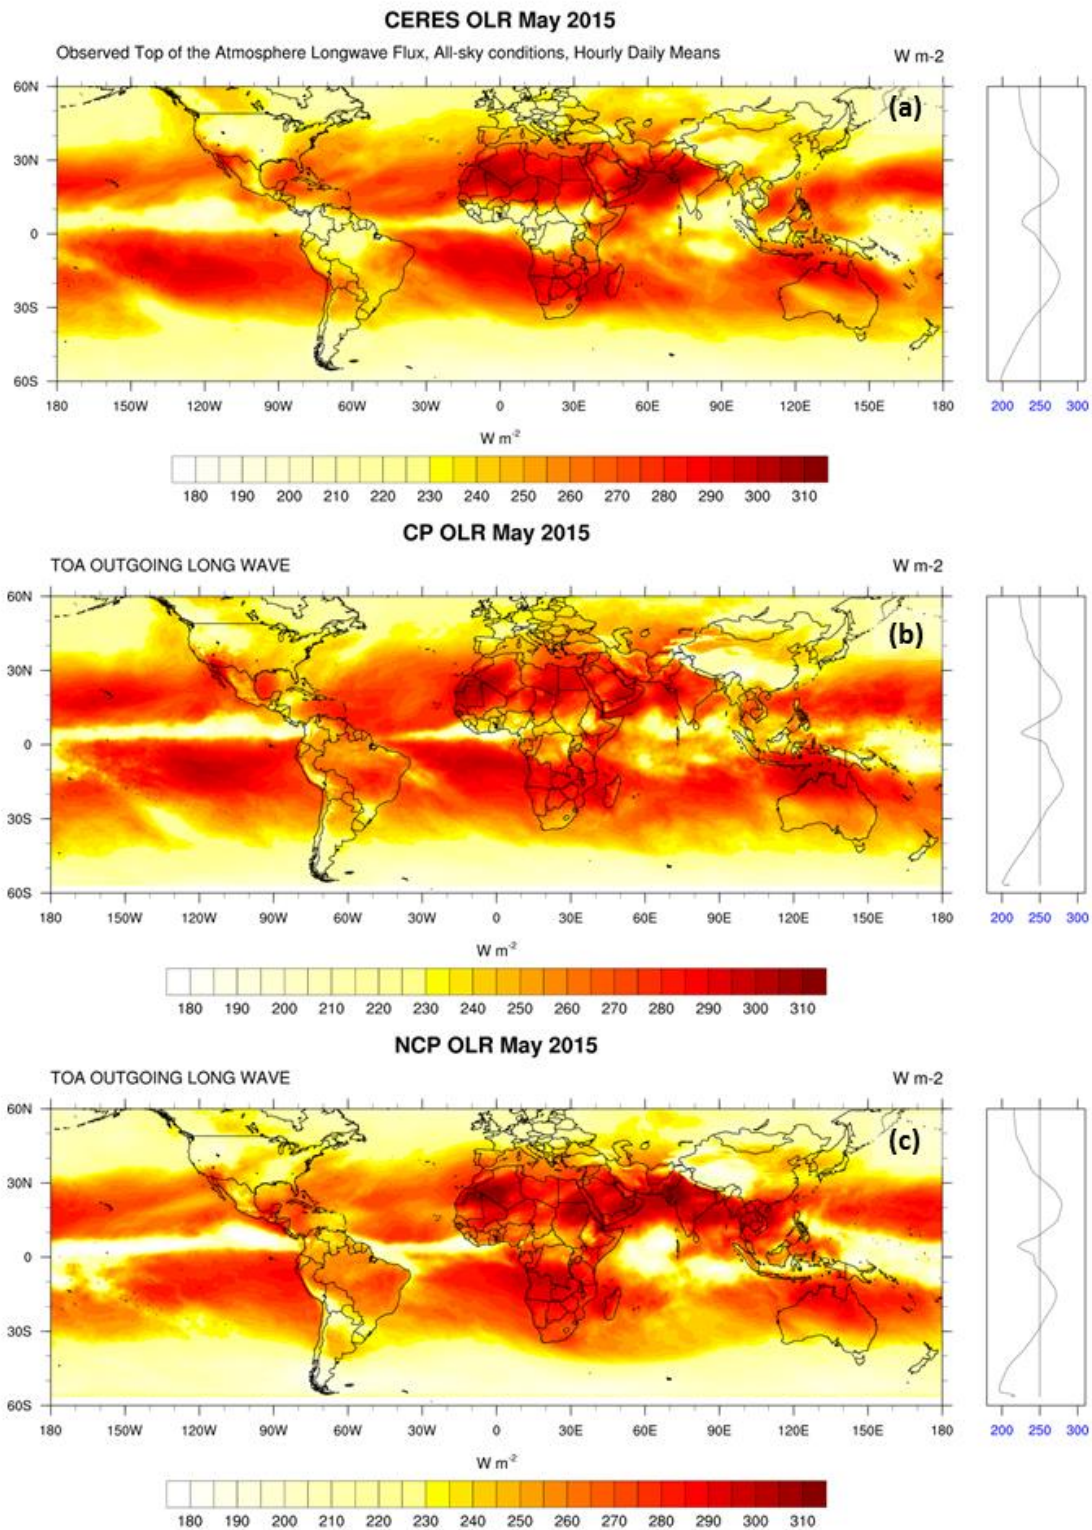 CERES OLR May 2015
Observed Top of the Atmosphere Longwave Flux, All-sky conditions, Hourly Daily Means W m-2
(a)
60N
30N
0
30S
60S
180 150W 120W 90W 60W 30W 0 30E 60E 90E 120E 150E 180 200 250 300
W m-2
180 190 200 210 220 230 240 250 260 270 280 290 300 310
CP OLR May 2015
TOA OUTGOING LONG WAVE W m-2
(b)
60N
30N
0
30S
60S
180 150W 120W 90W 60W 30W 0 30E 60E 90E 120E 150E 180 200 250 300
W m-2
180 190 200 210 220 230 240 250 260 270 280 290 300 310
NCP OLR May 2015
TOA OUTGOING LONG WAVE W m-2
(c)
60N
30N
0
30S
60S
180 150W 120W 90W 60W 30W 0 30E 60E 90E 120E 150E 180 200 250 300
W m-2
180 190 200 210 220 230 240 250 260 270 280 290 300 310